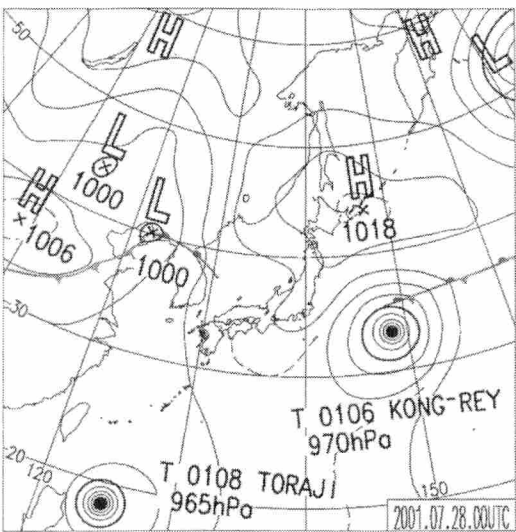 50
H
H
L
L
1000
H
1006
L
1000
H
1018
30
T 0106 KONG-REY
970hPa
20
120
T 0108 TORAJI
965hPa
150
2001.07.28.00UTC